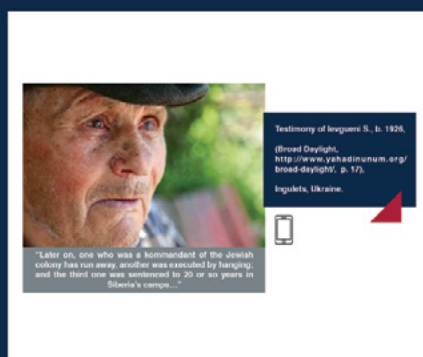 Testimony of Ievgueni S., b. 1926,
(Broad Daylight,
http://www.yahadinunum.org/
broad-daylight/, p. 17),
Ingulets, Ukraine.
"Later on, one who was a kommandant of the Jewish
colony has run away, another was executed by hanging;
and the third one was sentenced to 20 or so years in
Siberia's camps…"